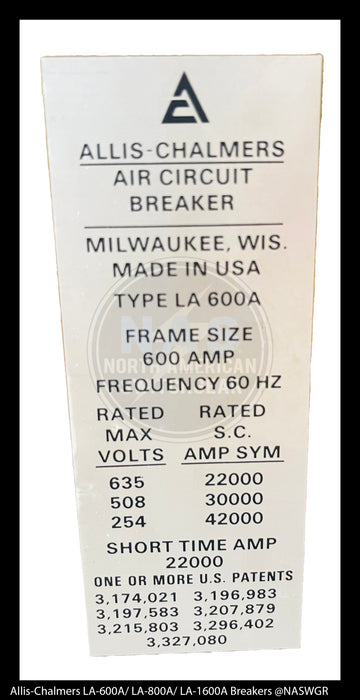 ALLIS-CHALMERS
AIR CIRCUIT
BREAKER
MILWAUKEE, WIS.
MADE IN USA
TYPE LA 600A
FRAME SIZE
600 AMP
FREQUENCY 60 HZ
RATED RATED
MAX S.C.
VOLTS AMP SYM
635 22000
508 30000
254 42000
SHORT TIME AMP
22000
ONE OR MORE U.S. PATENTS
3,174,021 3,196,983
3,197,583 3,207,879
3,215,803 3,296,402
3,327,080
NAS
NORTH AMERICAN
Allis-Chalmers LA-600A/ LA-800A/ LA-1600A Breakers @NASWGR